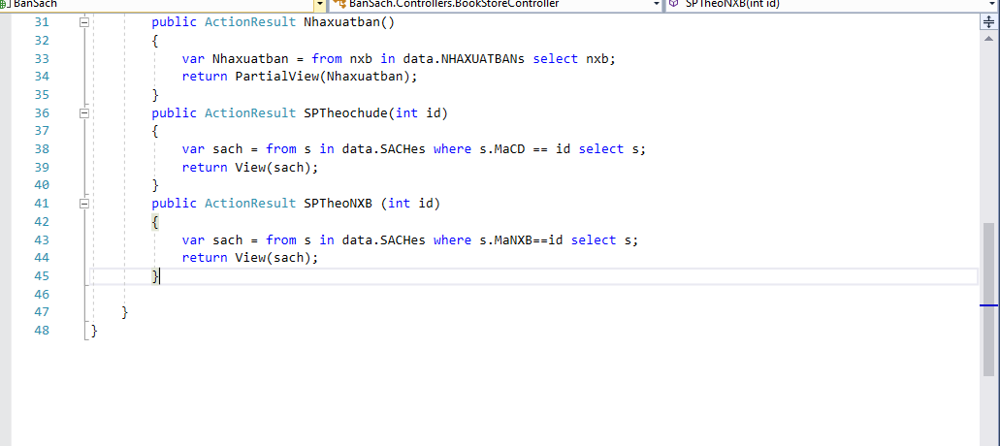 BanSach BanSach.Controllers.BookStoreController SPTheoNXB(int id)
31 public ActionResult Nhaxuatban()
32 {
33 var Nhaxuatban = from nxb in data.NHAXUATBANs select nxb;
34 return PartialView(Nhaxuatban);
35 }
36 public ActionResult SPTheochude(int id)
37 {
38 var sach = from s in data.SACHes where s.MaCD == id select s;
39 return View(sach);
40 }
41 public ActionResult SPTheoNXB (int id)
42 {
43 var sach = from s in data.SACHes where s.MaNXB==id select s;
44 return View(sach);
45 }
46
47 }
48 }